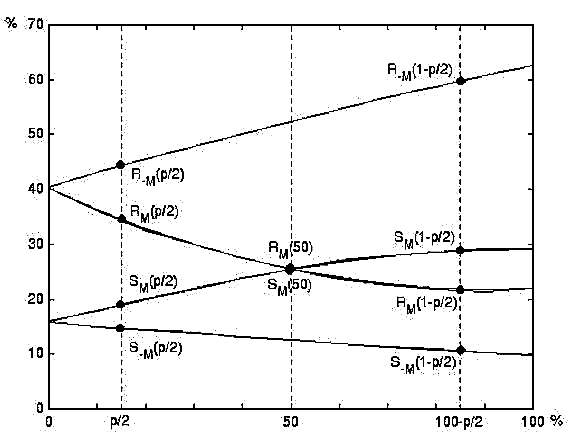 % 70
60
R-M(1-p/2)
50
R-M(p/2)
40
RM(p/2)
RM(50)
SM(1-p/2)
30
SM(p/2)
SM(50)
RM(1-p/2)
20
S-M(p/2)
S-M(1-p/2)
10
0
0 p/2 50 100-p/2 100 %